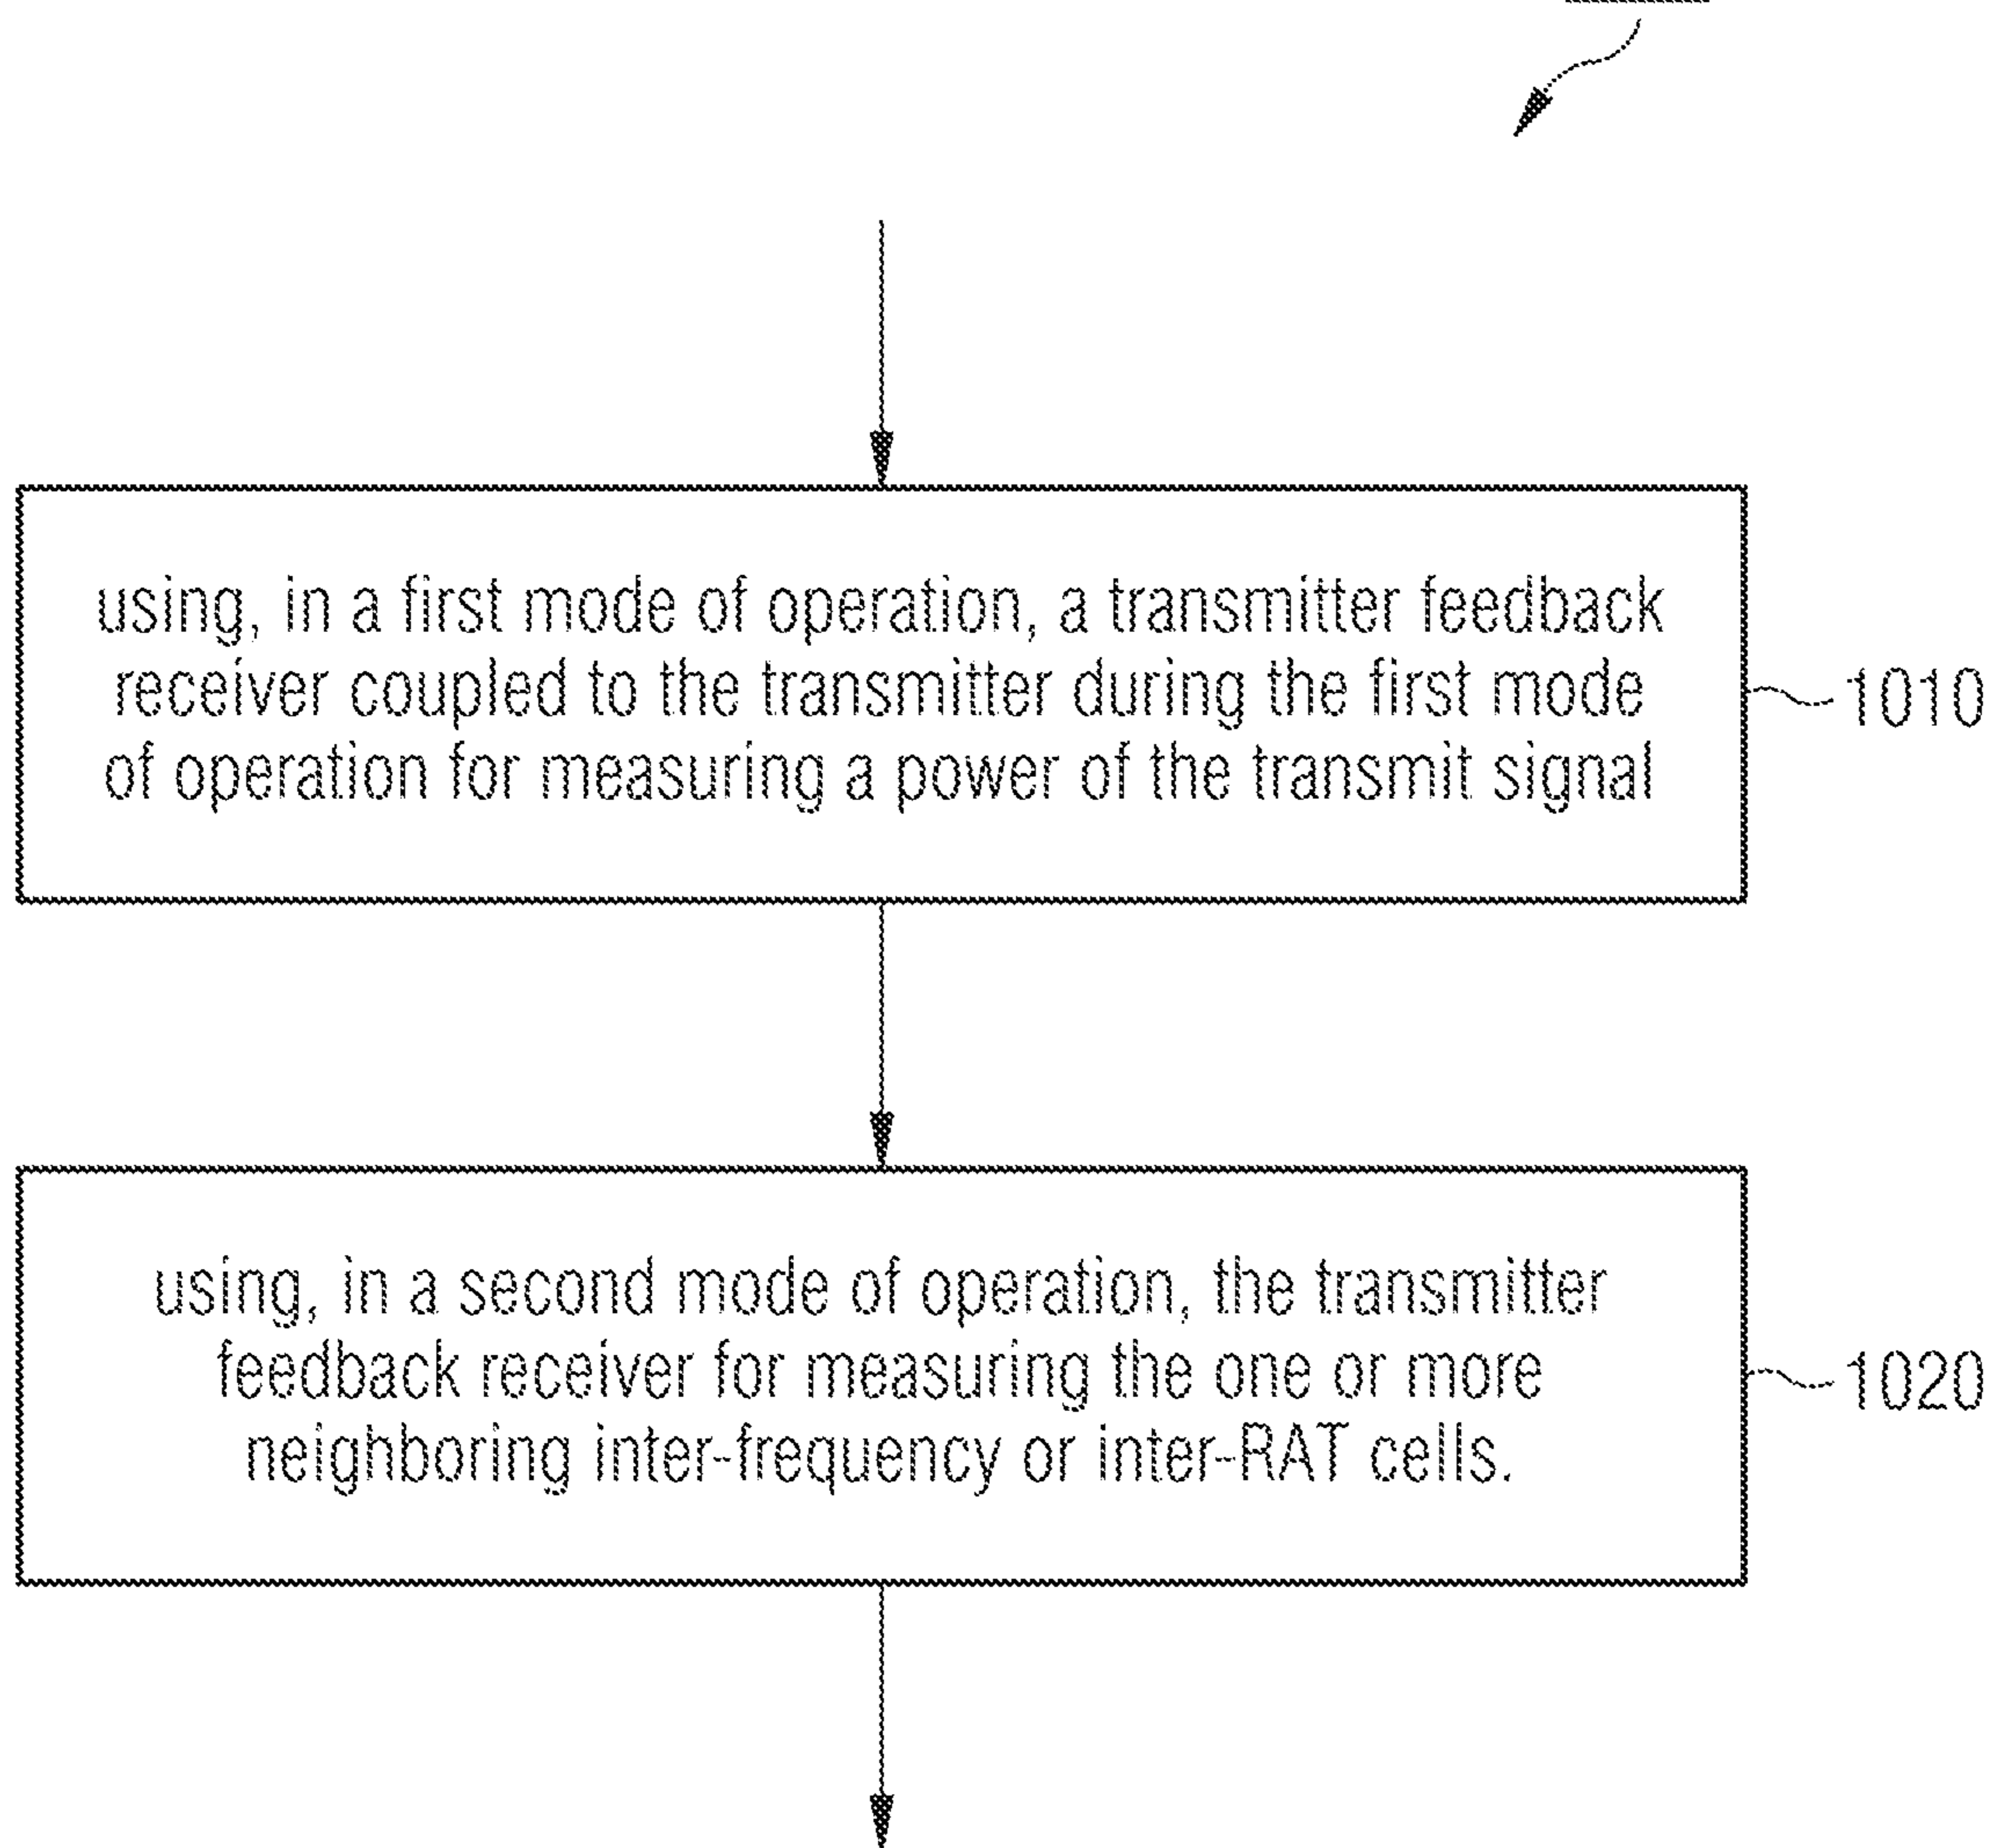 using, in a first mode of operation, a transmitter feedback
receiver coupled to the transmitter during the first mode
of operation for measuring a power of the transmit signal
1010
using, in a second mode of operation, the transmitter
feedback receiver for measuring the one or more
neighboring inter-frequency or inter-RAT cells.
1020